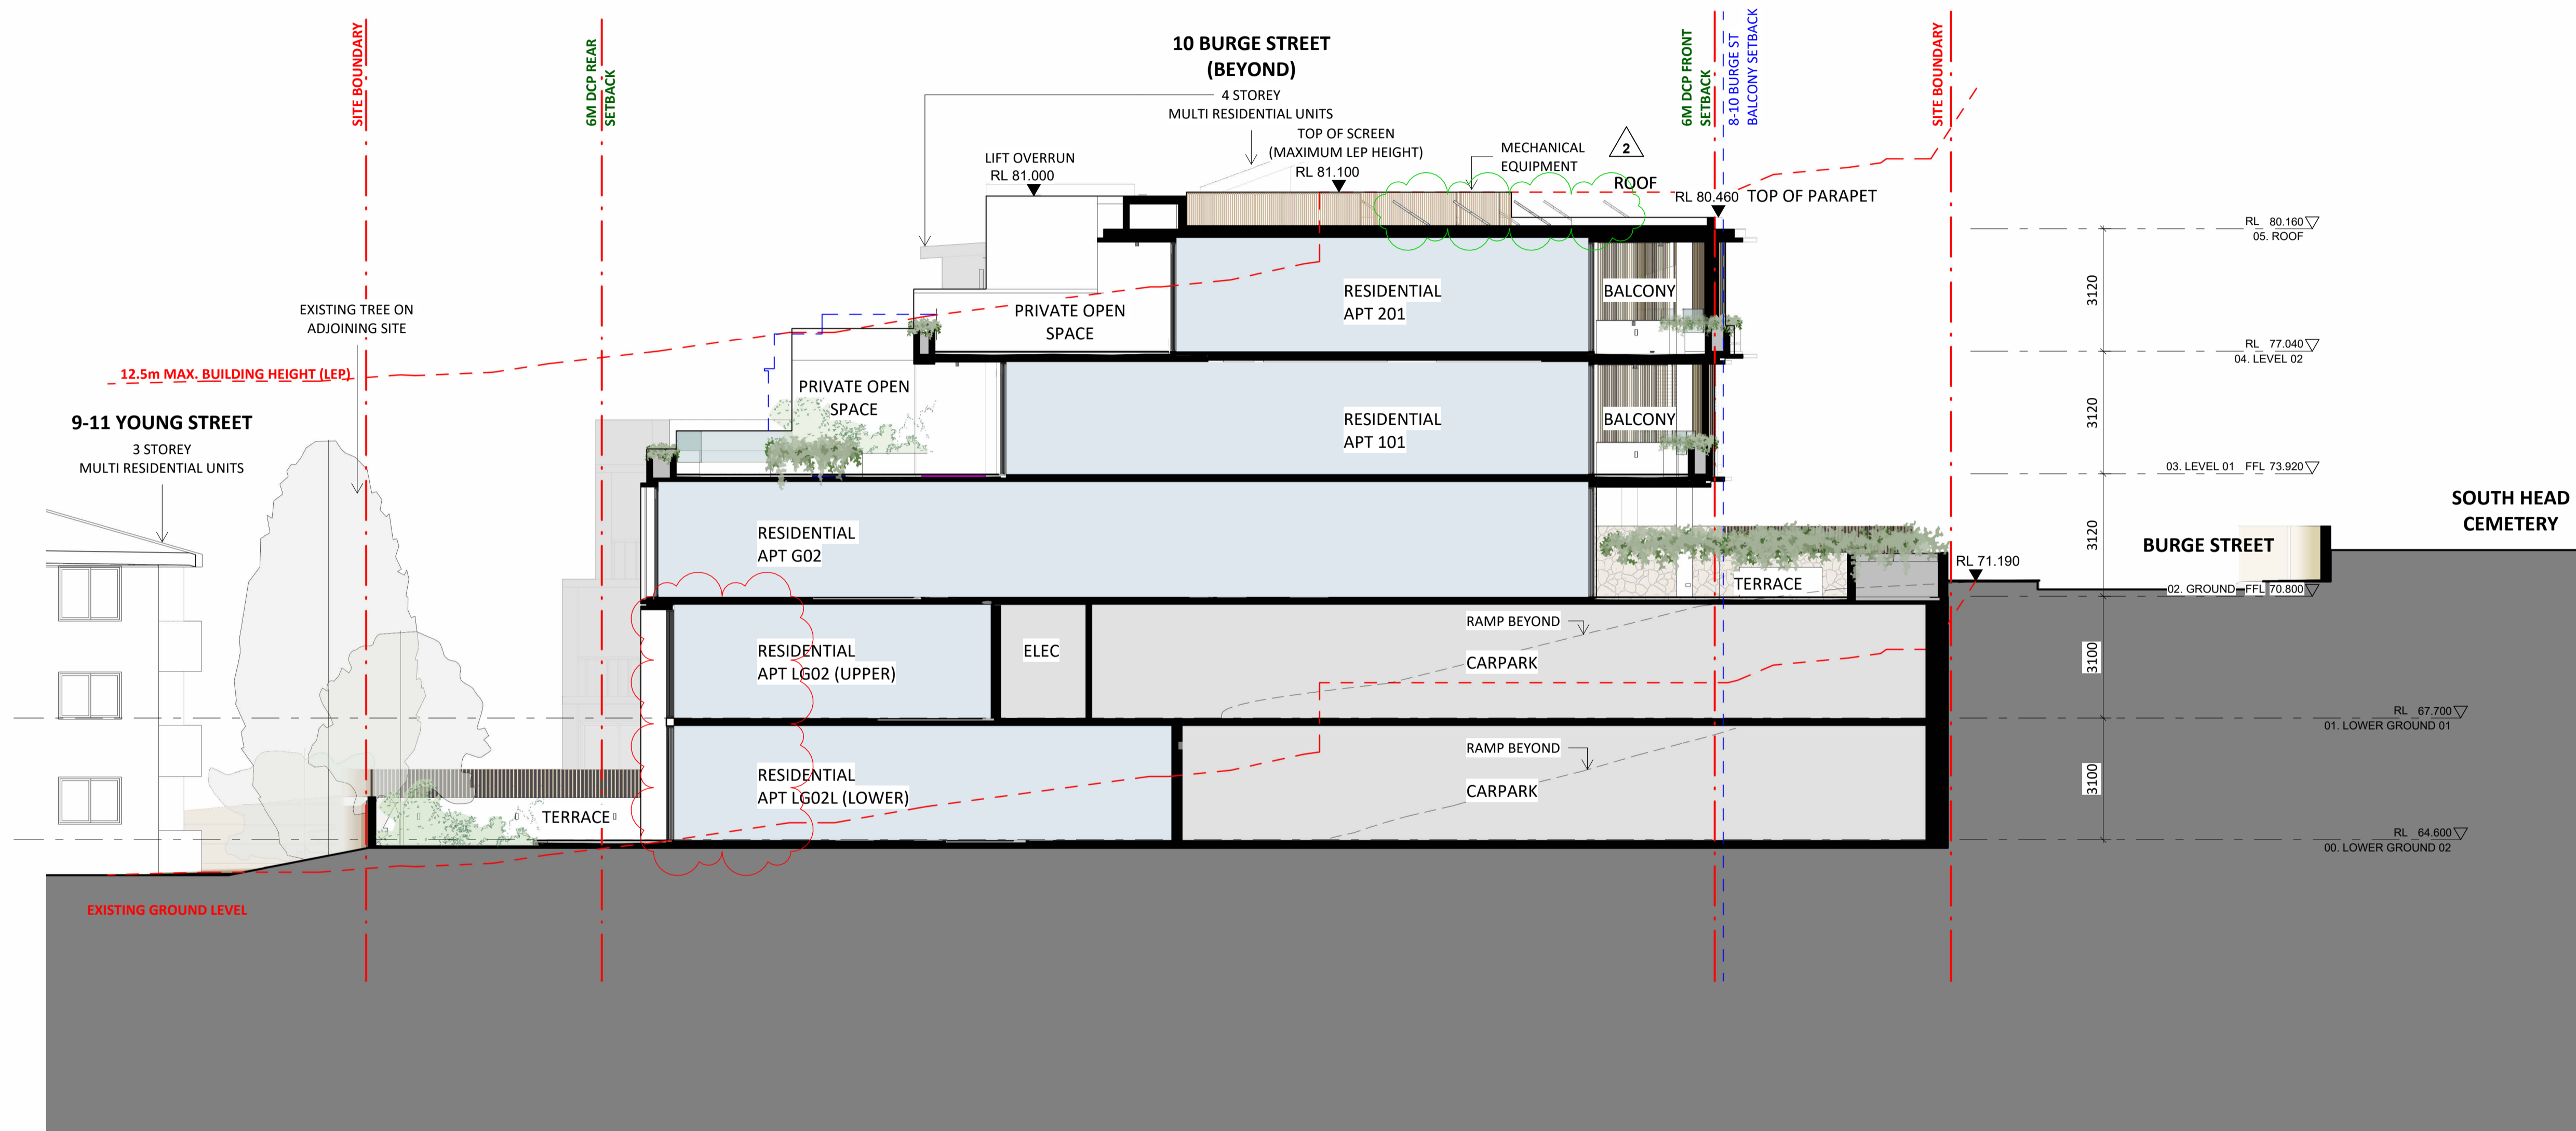 SITE BOUNDARY
6M DCP REAR
SETBACK
10 BURGE STREET
(BEYOND)
4 STOREY
MULTI RESIDENTIAL UNITS
TOP OF SCREEN
(MAXIMUM LEP HEIGHT)
RL 81.100
LIFT OVERRUN
RL 81.000
MECHANICAL
EQUIPMENT
2
ROOF
RL 80.460 TOP OF PARAPET
6M DCP FRONT
SETBACK
8-10 BURGE ST
BALCONY SETBACK
SITE BOUNDARY
RL 80.160
05. ROOF
3120
RL 77.040
04. LEVEL 02
3120
03. LEVEL 01 FFL 73.920
3120
BURGE STREET
SOUTH HEAD
CEMETERY
RL 71.190
02. GROUND FFL 70.800
3100
RL 67.700
01. LOWER GROUND 01
3100
RL 64.600
00. LOWER GROUND 02
EXISTING TREE ON
ADJOINING SITE
12.5m MAX. BUILDING HEIGHT (LEP)
9-11 YOUNG STREET
3 STOREY
MULTI RESIDENTIAL UNITS
PRIVATE OPEN
SPACE
RESIDENTIAL
APT 201
BALCONY
PRIVATE OPEN
SPACE
RESIDENTIAL
APT 101
BALCONY
RESIDENTIAL
APT G02
TERRACE
RESIDENTIAL
APT LG02 (UPPER)
ELEC
RAMP BEYOND
CARPARK
RESIDENTIAL
APT LG02L (LOWER)
RAMP BEYOND
CARPARK
TERRACE
EXISTING GROUND LEVEL